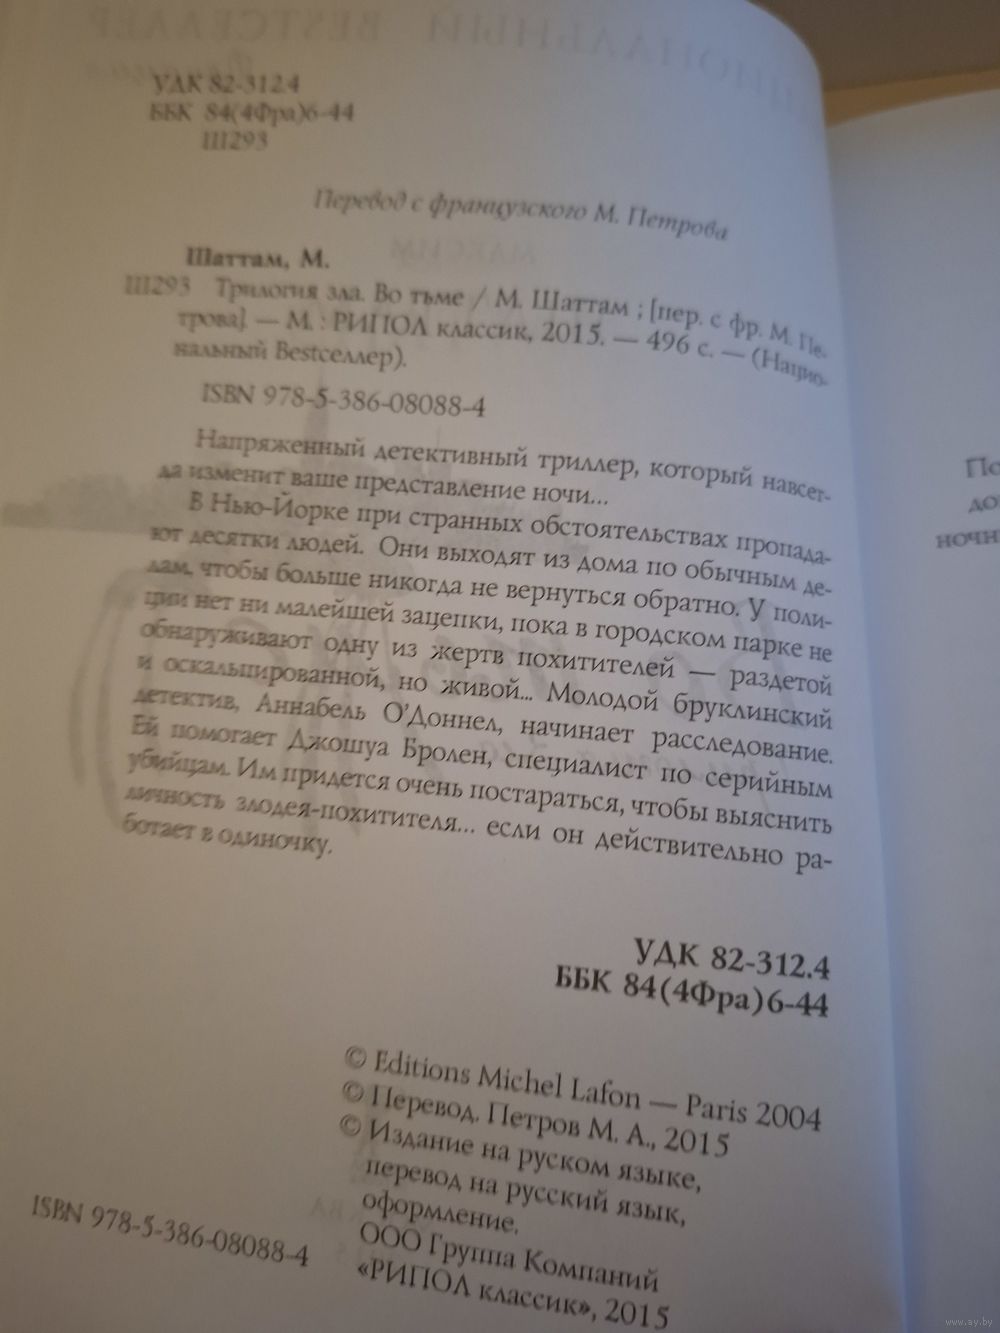 УДК 82-312.4
ББК 84(4Фра)6-44
Ш293
Перевод с французского М. Петрова
Шаттам, М.
Ш293 Трилогия зла. Во тьме / М. Шаттам ; [пер. с фр. М. Пе-
трова]. — М. : РИПОЛ классик, 2015. — 496 с. — (Нацио-
нальный Bestселлер).
ISBN 978-5-386-08088-4
Напряженный детективный триллер, который навсег-
да изменит ваше представление ночи...
В Нью-Йорке при странных обстоятельствах пропада-
ют десятки людей. Они выходят из дома по обычным де-
лам, чтобы больше никогда не вернуться обратно. У поли-
ции нет ни малейшей зацепки, пока в городском парке не
обнаруживают одну из жертв похитителей — раздетой
и оскальпированной, но живой... Молодой бруклинский
детектив, Аннабель О'Доннел, начинает расследование.
Ей помогает Джошуа Бролен, специалист по серийным
убийцам. Им придется очень постараться, чтобы выяснить
личность злодея-похитителя... если он действительно ра-
ботает в одиночку.
УДК 82-312.4
ББК 84(4Фра)6-44
© Editions Michel Lafon — Paris 2004
© Перевод. Петров М. А., 2015
© Издание на руском языке,
перевод на русский язык,
оформление.
ООО Группа Компаний
«РИПОЛ классик», 2015
ISBN 978-5-386-08088-4
По
до
ночн
www.ay.by